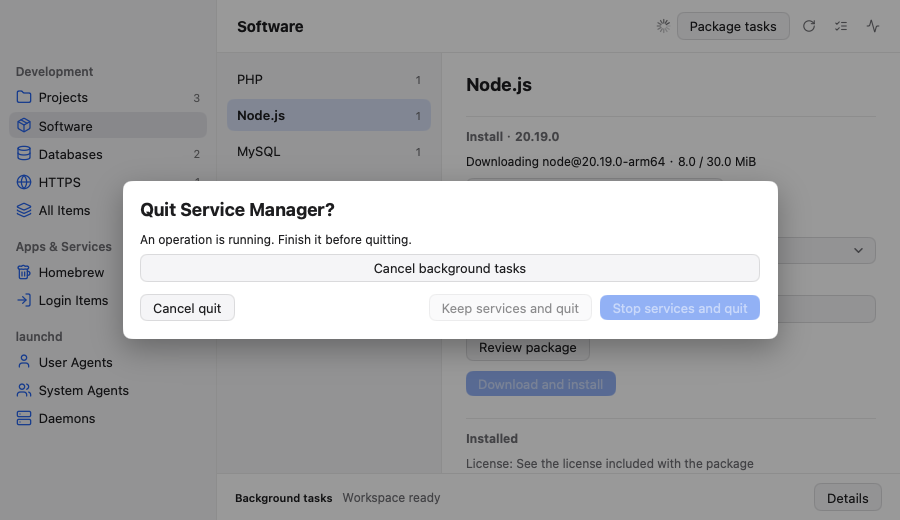 Software
Package tasks
Development
Projects 3
Software
Databases 2
HTTPS
All Items
Apps & Services
Homebrew
Login Items
launchd
User Agents
System Agents
Daemons
PHP 1
Node.js 1
MySQL 1
Node.js
Install · 20.19.0
Downloading node@20.19.0-arm64 · 8.0 / 30.0 MiB
Quit Service Manager?
An operation is running. Finish it before quitting.
Cancel background tasks
Cancel quit
Keep services and quit
Stop services and quit
Review package
Download and install
Installed
License: See the license included with the package
Background tasks Workspace ready
Details